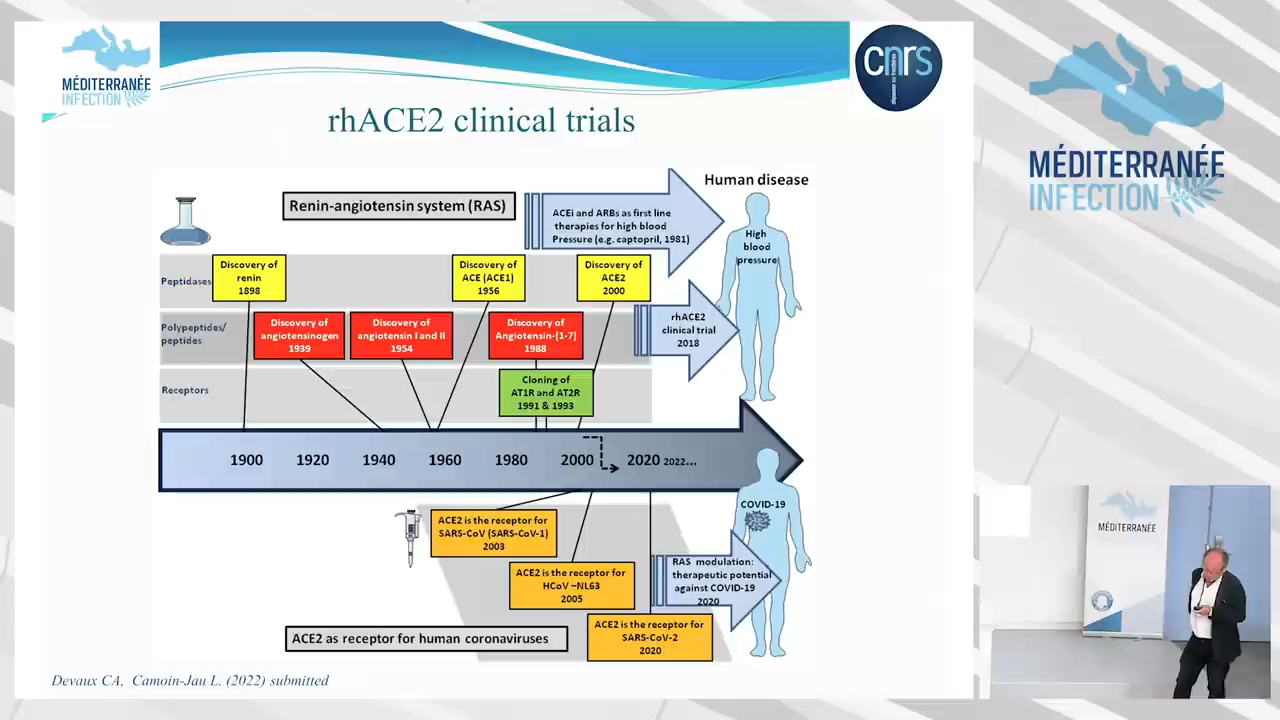 MÉDITERRANÉE
INFECTION
cnrs
rhACE2 clinical trials
Human disease
Renin-angiotensin system (RAS)
ACEi and ARBs as first line
therapies for high blood
Pressure (e.g. captopril, 1981)
High
blood
pressure
Peptidases
Discovery of
renin
1898
Discovery of
ACE (ACE1)
1956
Discovery of
ACE2
2000
rhACE2
clinical trial
2018
Polypeptides/
peptides
Discovery of
angiotensinogen
1939
Discovery of
angiotensin I and II
1954
Discovery of
Angiotensin-(1-7)
1988
Receptors
Cloning of
AT1R and AT2R
1991 & 1993
1900 1920 1940 1960 1980 2000 2020 2022...
COVID-19
ACE2 is the receptor for
SARS-CoV (SARS-CoV-1)
2003
ACE2 is the receptor for
HCoV –NL63
2005
RAS modulation:
therapeutic potential
against COVID-19
2020
ACE2 is the receptor for
SARS-CoV-2
2020
ACE2 as receptor for human coronaviruses
Devaux CA, Camoin-Jau L. (2022) submitted
MÉDITERRANÉE
INFECTION
MÉDITERRANÉE